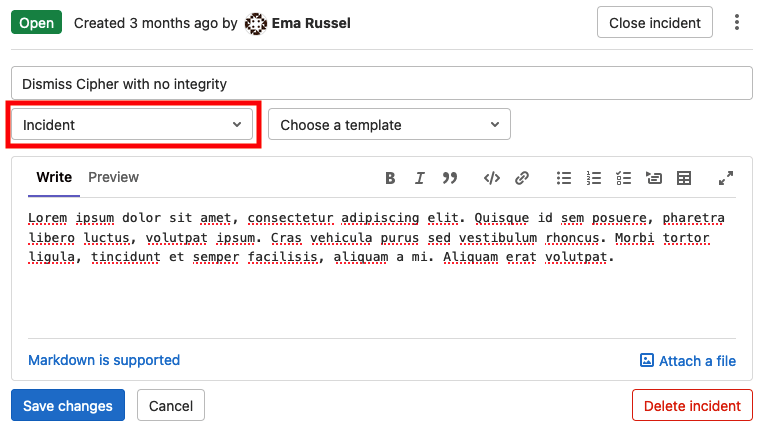 Open Created 3 months ago by Ema Russel Close incident
Dismiss Cipher with no integrity
Incident Choose a template
Write Preview
Lorem ipsum dolor sit amet, consectetur adipiscing elit. Quisque id sem posuere, pharetra
libero luctus, volutpat ipsum. Cras vehicula purus sed vestibulum rhoncus. Morbi tortor
ligula, tincidunt et semper facilisis, aliquam a mi. Aliquam erat volutpat.
Markdown is supported Attach a file
Save changes Cancel Delete incident